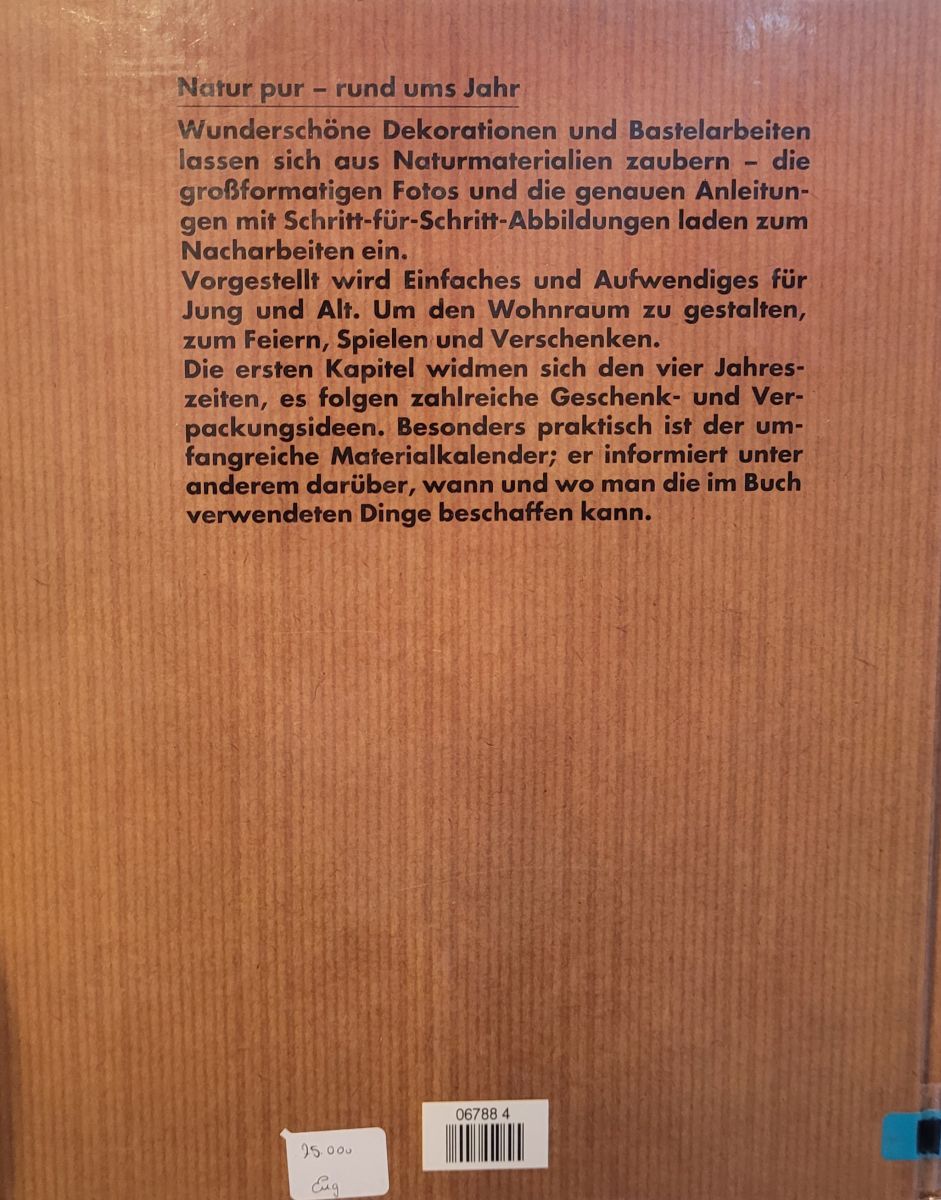 Natur pur – rund ums Jahr
Wunderschöne Dekorationen und Bastelarbeiten
lassen sich aus Naturmaterialien zaubern – die
großformatigen Fotos und die genauen Anleitun-
gen mit Schritt-für-Schritt-Abbildungen laden zum
Nacharbeiten ein.
Vorgestellt wird Einfaches und Aufwendiges für
Jung und Alt. Um den Wohnraum zu gestalten,
zum Feiern, Spielen und Verschenken.
Die ersten Kapitel widmen sich den vier Jahres-
zeiten, es folgen zahlreiche Geschenk- und Ver-
packungsideen. Besonders praktisch ist der um-
fangreiche Materialkalender; er informiert unter
anderem darüber, wann und wo man die im Buch
verwendeten Dinge beschaffen kann.
06788 4